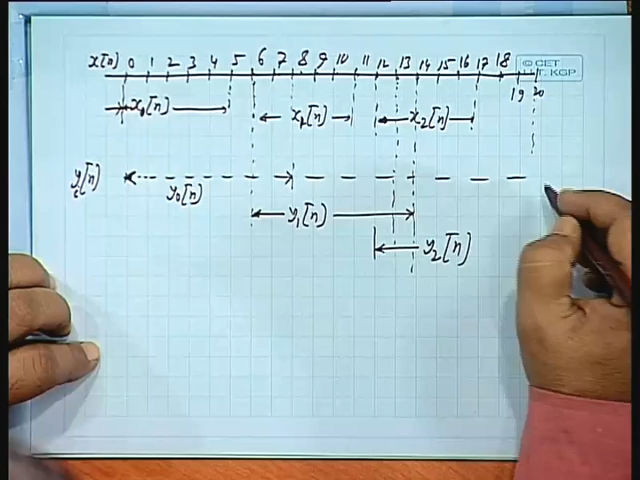 x[n] 0 1 2 3 4 5 6 7 8 9 10 11 12 13 14 15 16 17 18
© CET
I.I.T. KGP
19 20
x₀[n] x₁[n] x₂[n]
y[n]
y₀[n]
y₁[n]
y₂[n]